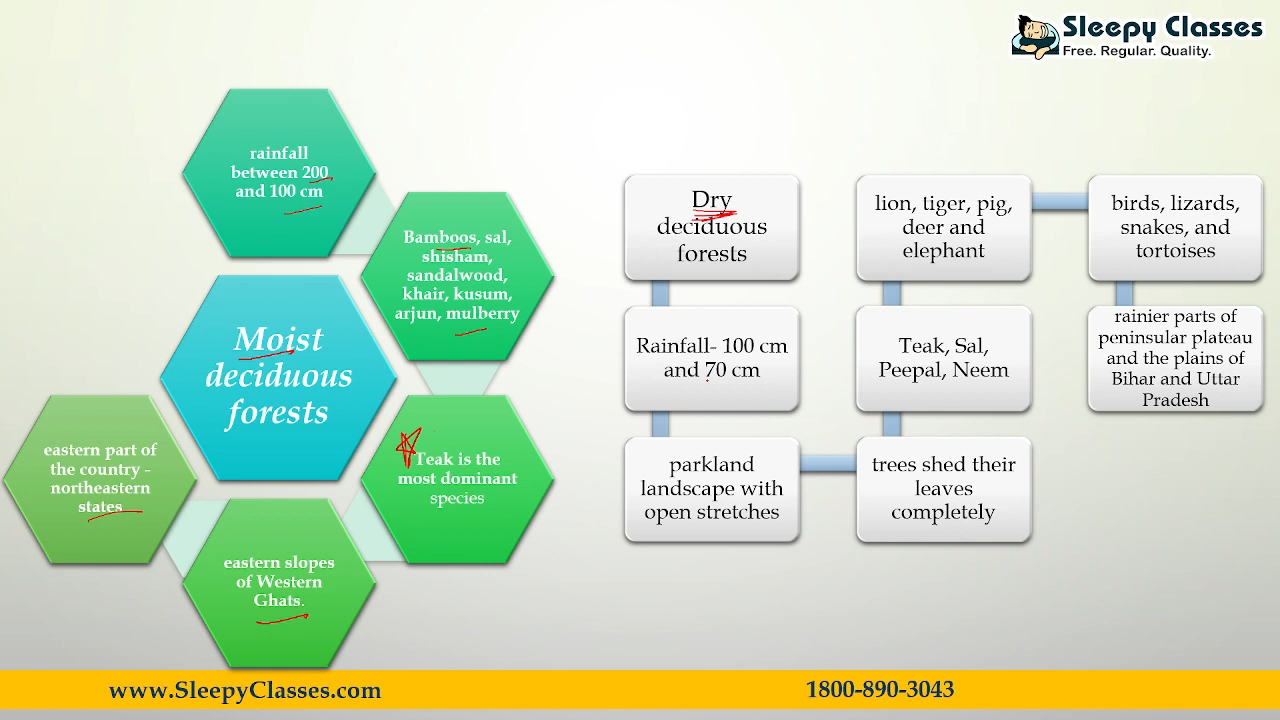 Sleepy Classes
Free. Regular. Quality.
rainfall
between 200
and 100 cm
Bamboos, sal,
shisham,
sandalwood,
khair, kusum,
arjun, mulberry
Moist
deciduous
forests
Teak is the
most dominant
species
eastern part of
the country -
northeastern
states
eastern slopes
of Western
Ghats.
Dry
deciduous
forests
Rainfall- 100 cm
and 70 cm
parkland
landscape with
open stretches
trees shed their
leaves
completely
Teak, Sal,
Peepal, Neem
lion, tiger, pig,
deer and
elephant
birds, lizards,
snakes, and
tortoises
rainier parts of
peninsular plateau
and the plains of
Bihar and Uttar
Pradesh
www.SleepyClasses.com
1800-890-3043